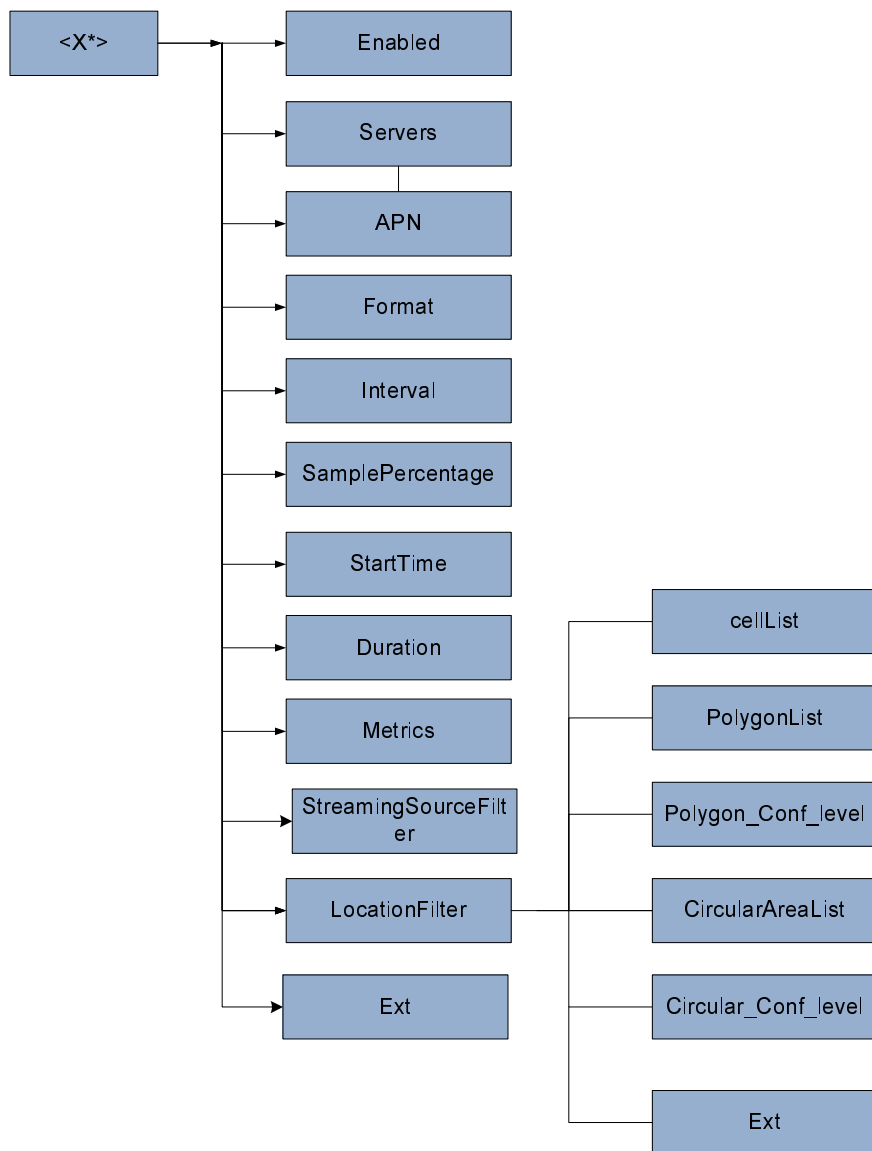 <X*>
Enabled
Servers
APN
Format
Interval
SamplePercentage
StartTime
Duration
Metrics
StreamingSourceFilt
er
LocationFilter
Ext
cellList
PolygonList
Polygon_Conf_level
CircularAreaList
Circular_Conf_level
Ext